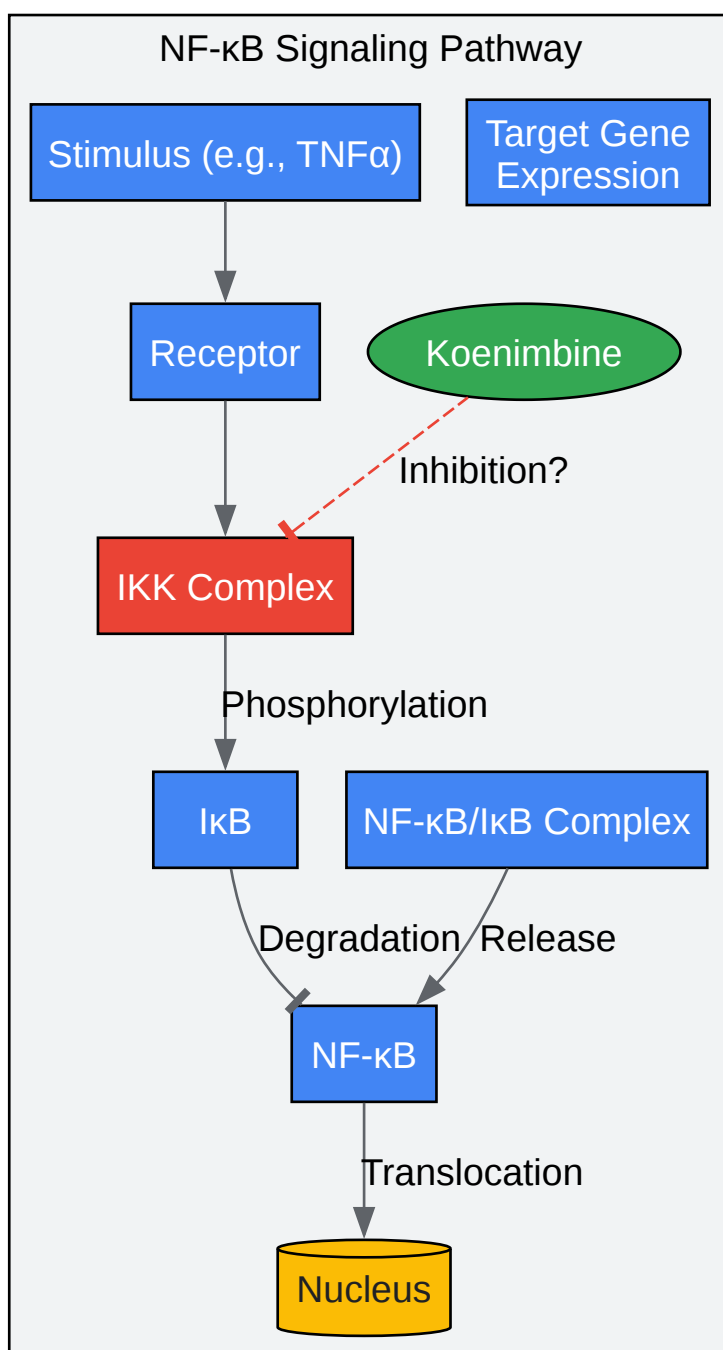 NF-κB Signaling Pathway
Stimulus (e.g., TNFα)
Target Gene
Expression
Receptor
Koenimbine
Inhibition?
IKK Complex
Phosphorylation
IκB
NF-κB/IκB Complex
Degradation
Release
NF-κB
Translocation
Nucleus